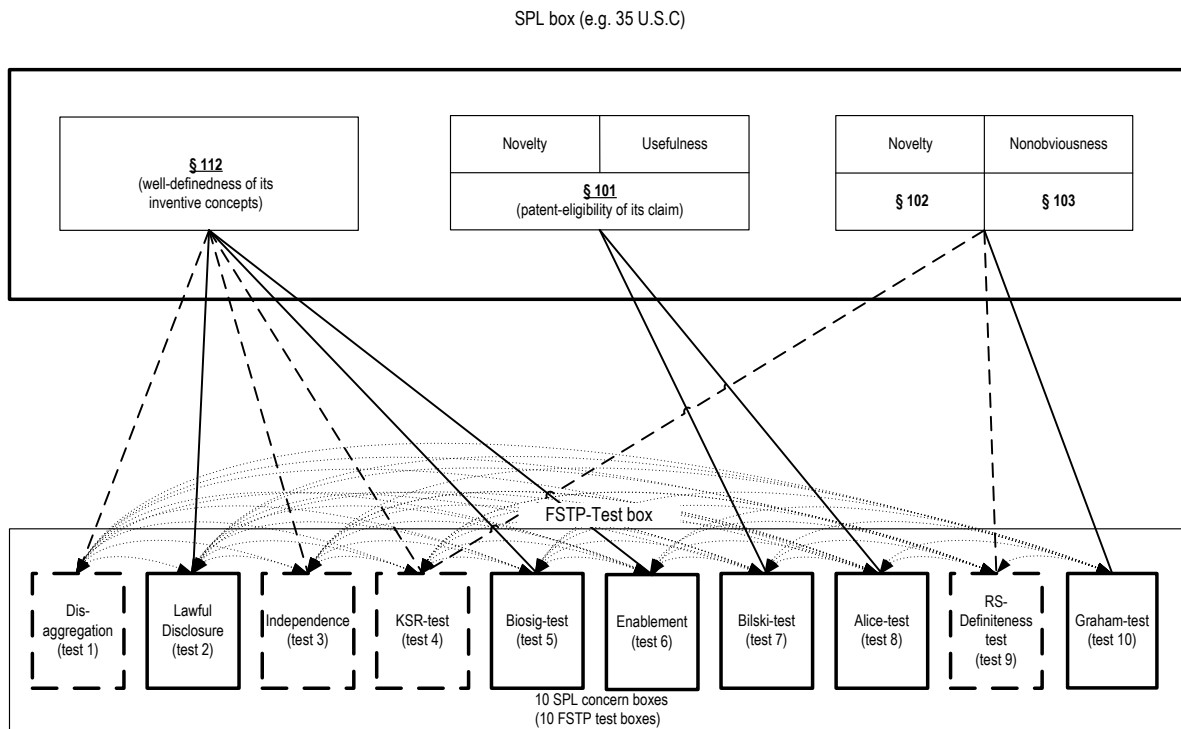 SPL box (e.g. 35 U.S.C)
§ 112
(well-definedness of its
inventive concepts)
Novelty
Usefulness
§ 101
(patent-eligibility of its claim)
Novelty
Nonobviousness
§ 102
§ 103
FSTP-Test box
Dis-
aggregation
(test 1)
Lawful
Disclosure
(test 2)
Independence
(test 3)
KSR-test
(test 4)
Biosig-test
(test 5)
Enablement
(test 6)
Bilski-test
(test 7)
Alice-test
(test 8)
RS-
Definiteness
test
(test 9)
Graham-test
(test 10)
10 SPL concern boxes
(10 FSTP test boxes)